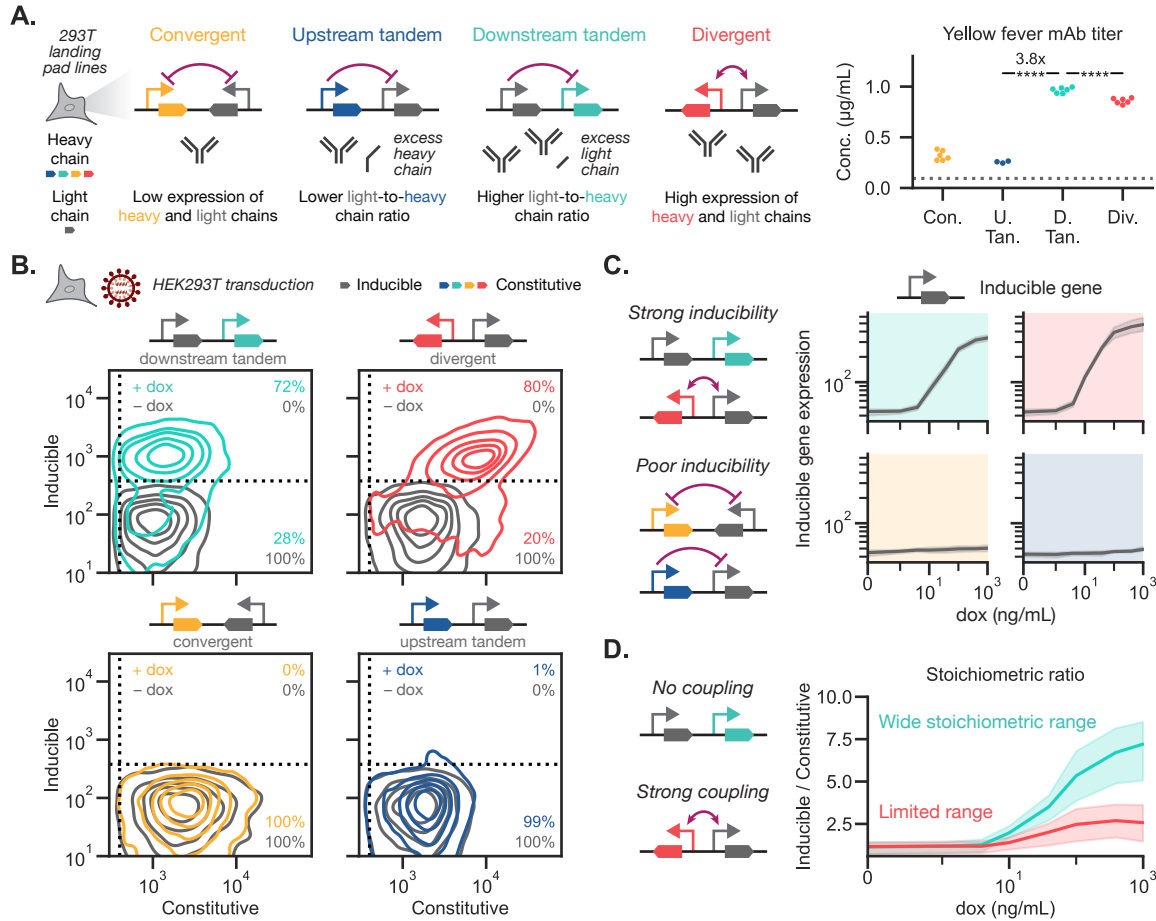 A.
293T
landing
pad lines
Heavy
chain
Light
chain
Convergent
Low expression of
heavy and light chains
Upstream tandem
excess
heavy
chain
Lower light-to-heavy
chain ratio
Downstream tandem
excess
light
chain
Higher light-to-heavy
chain ratio
Divergent
High expression of
heavy and light chains
Yellow fever mAb titer
3.8x
**** ****
Conc. (µg/mL)
1.0
0.5
0.0
Con. U. Tan. D. Tan. Div.
B.
HEK293T transduction
Inducible
Constitutive
downstream tandem
+ dox 72%
− dox 0%
28%
100%
Inducible
10⁴
10³
10²
10¹
divergent
+ dox 80%
− dox 0%
20%
100%
convergent
+ dox 0%
− dox 0%
100%
100%
Inducible
10⁴
10³
10²
10¹
10³ 10⁴
Constitutive
upstream tandem
+ dox 1%
− dox 0%
99%
100%
10³ 10⁴
Constitutive
C.
Inducible gene
Strong inducibility
Poor inducibility
Inducible gene expression
10²
10²
0 10¹ 10³
0 10¹ 10³
dox (ng/mL)
D.
No coupling
Strong coupling
Stoichiometric ratio
Inducible / Constitutive
10.0
7.5
5.0
2.5
Wide stoichiometric range
Limited range
0 10¹ 10³
dox (ng/mL)